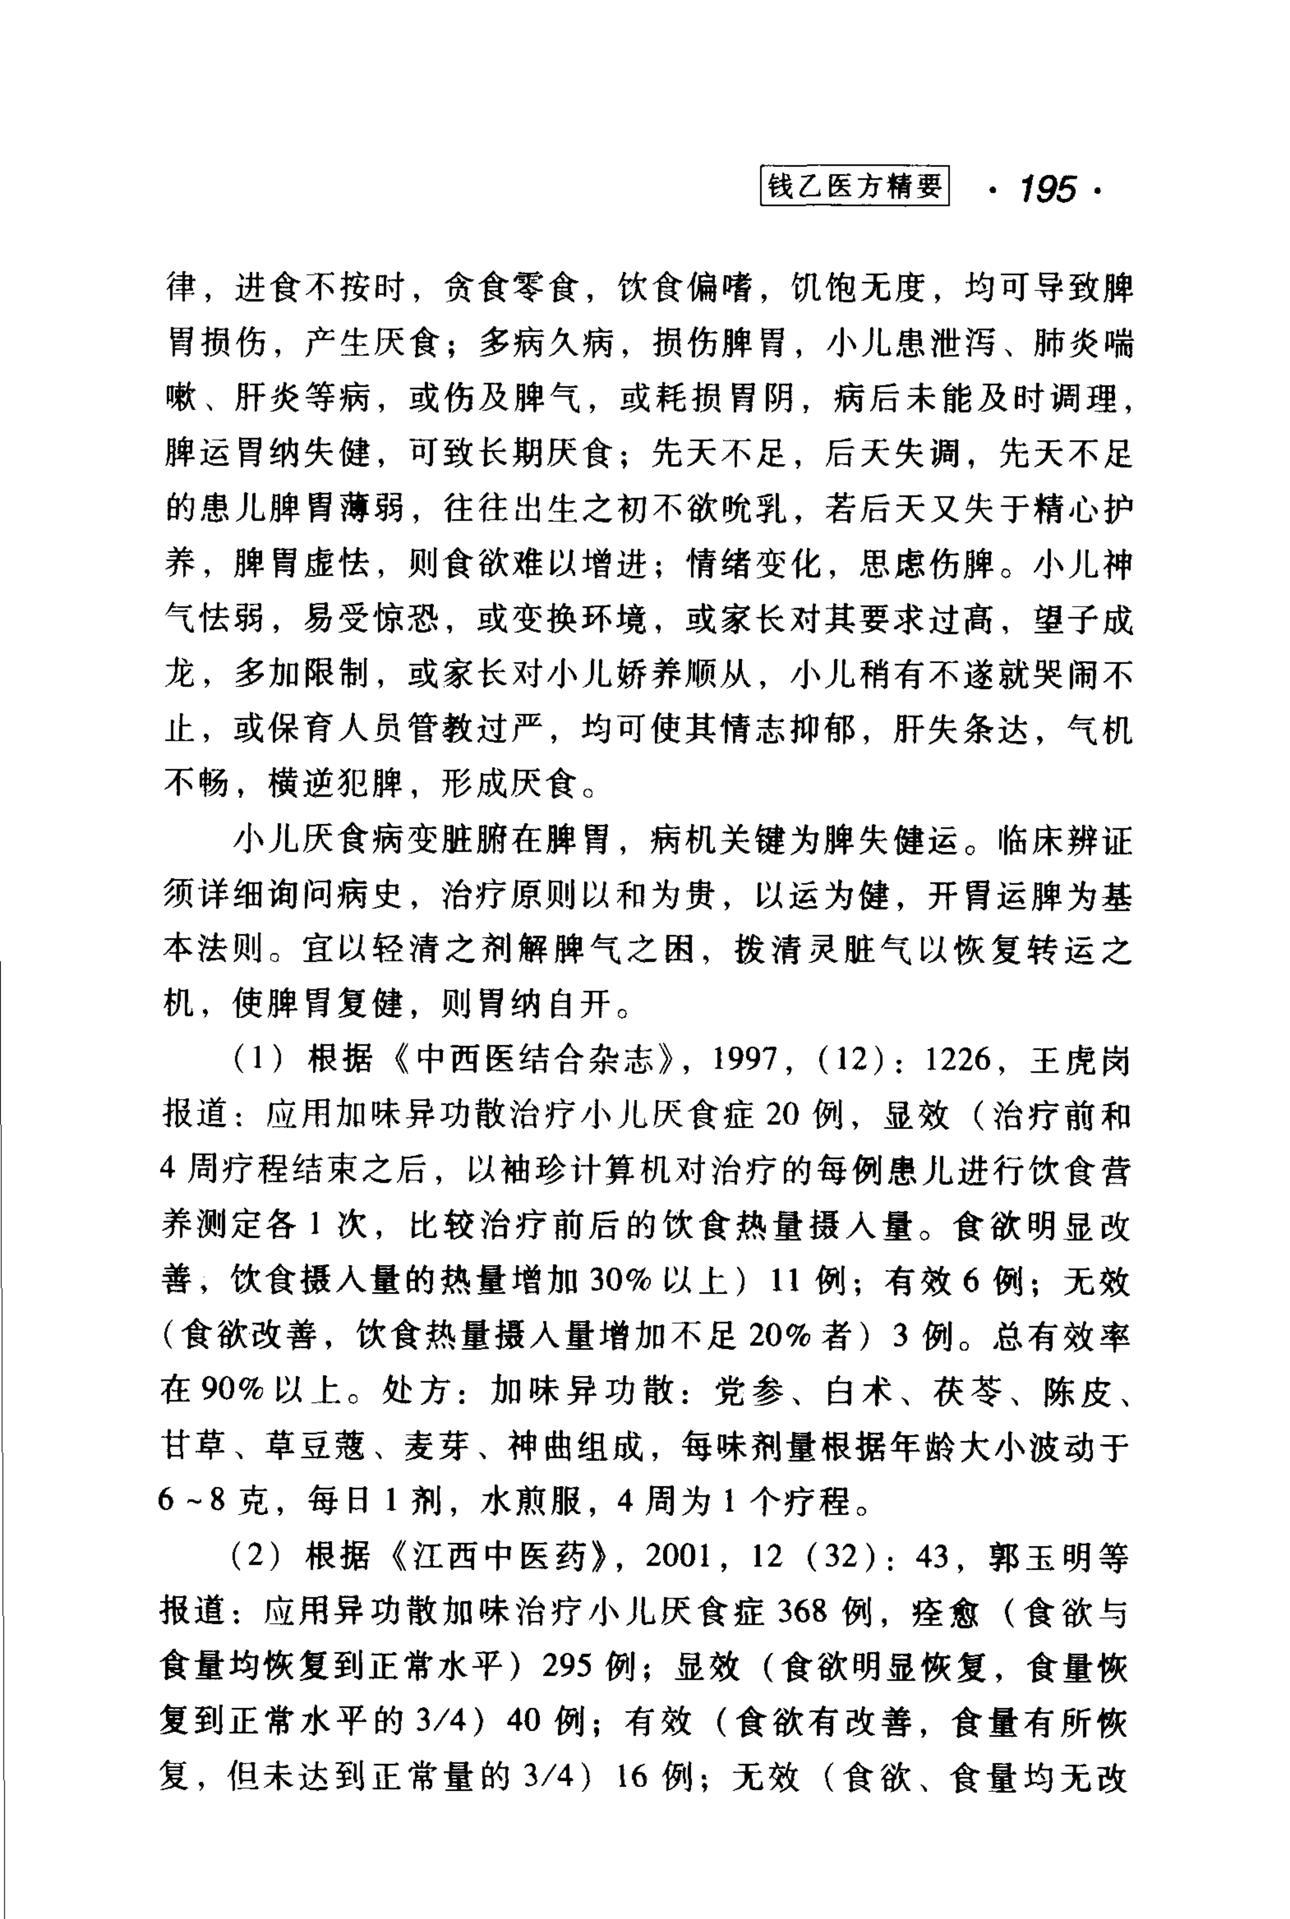 钱乙医方精要 · 195 ·
律，进食不按时，贪食零食，饮食偏嗜，饥饱无度，均可导致脾
胃损伤，产生厌食；多病久病，损伤脾胃，小儿患泄泻、肺炎喘
嗽、肝炎等病，或伤及脾气，或耗损胃阴，病后未能及时调理，
脾运胃纳失健，可致长期厌食；先天不足，后天失调，先天不足
的患儿脾胃薄弱，往往出生之初不欲吮乳，若后天又失于精心护
养，脾胃虚怯，则食欲难以增进；情绪变化，思虑伤脾。小儿神
气怯弱，易受惊恐，或变换环境，或家长对其要求过高，望子成
龙，多加限制，或家长对小儿娇养顺从，小儿稍有不遂就哭闹不
止，或保育人员管教过严，均可使其情志抑郁，肝失条达，气机
不畅，横逆犯脾，形成厌食。
小儿厌食病变脏腑在脾胃，病机关键为脾失健运。临床辨证
须详细询问病史，治疗原则以和为贵，以运为健，开胃运脾为基
本法则。宜以轻清之剂解脾气之困，拨清灵脏气以恢复转运之
机，使脾胃复健，则胃纳自开。
（1）根据《中西医结合杂志》，1997，（12）：1226，王虎岗
报道：应用加味异功散治疗小儿厌食症 20 例，显效（治疗前和
4 周疗程结束之后，以袖珍计算机对治疗的每例患儿进行饮食营
养测定各 1 次，比较治疗前后的饮食热量摄入量。食欲明显改
善，饮食摄入量的热量增加 30% 以上）11 例；有效 6 例；无效
（食欲改善，饮食热量摄入量增加不足 20% 者）3 例。总有效率
在 90% 以上。处方：加味异功散：党参、白术、茯苓、陈皮、
甘草、草豆蔻、麦芽、神曲组成，每味剂量根据年龄大小波动于
6～8 克，每日 1 剂，水煎服，4 周为 1 个疗程。
（2）根据《江西中医药》，2001，12（32）：43，郭玉明等
报道：应用异功散加味治疗小儿厌食症 368 例，痊愈（食欲与
食量均恢复到正常水平）295 例；显效（食欲明显恢复，食量恢
复到正常水平的 3/4）40 例；有效（食欲有改善，食量有所恢
复，但未达到正常量的 3/4）16 例；无效（食欲、食量均无改